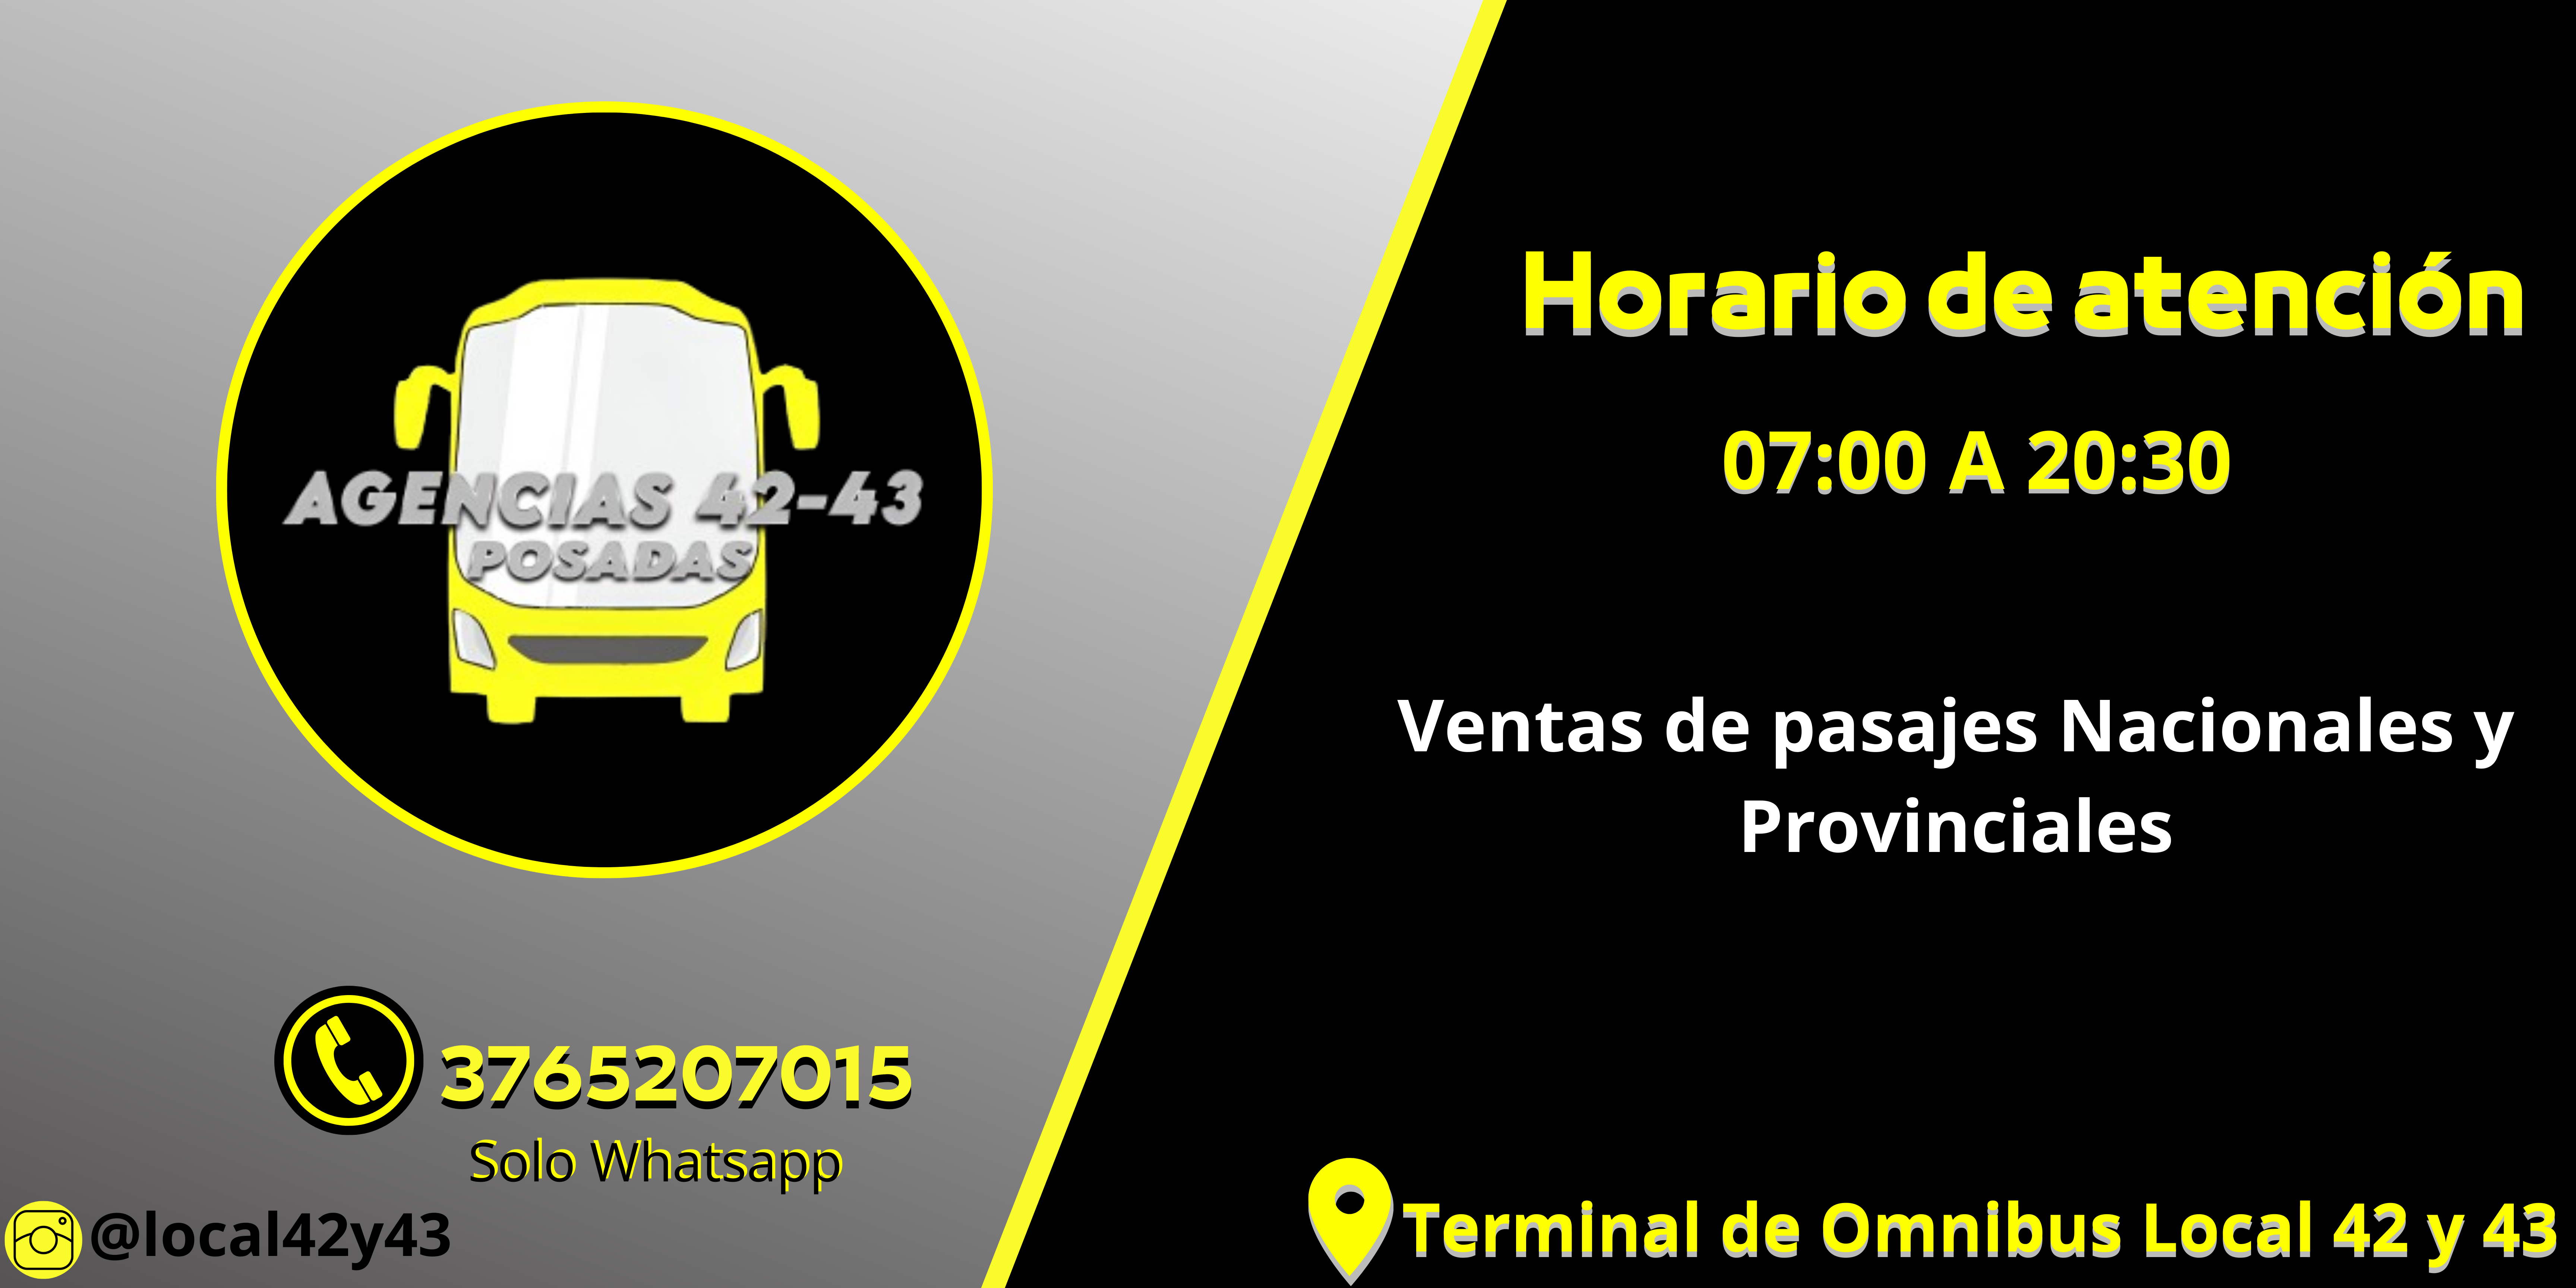 AGENCIAS 42-43
POSADAS
3765207015
Solo Whatsapp
@local42y43
Horario de atención
07:00 A 20:30
Ventas de pasajes Nacionales y
Provinciales
Terminal de Omnibus Local 42 y 43